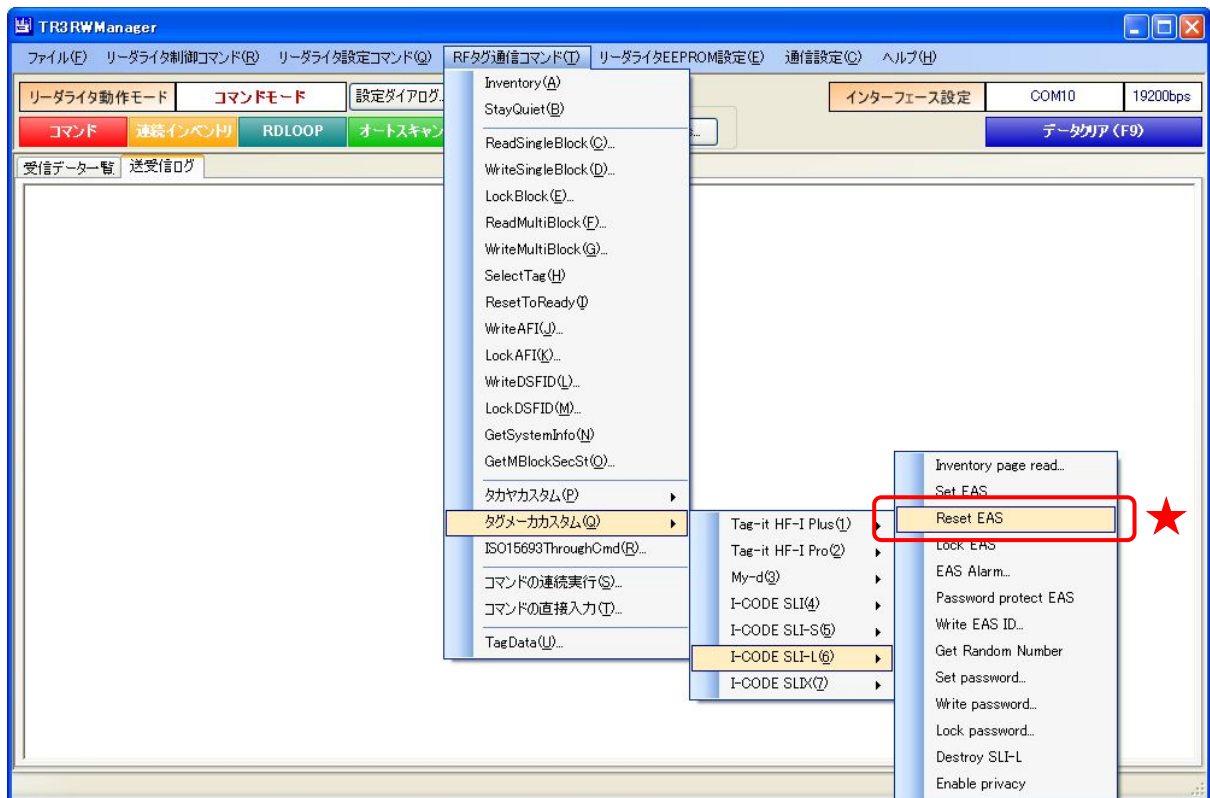 TR3RWManager
ファイル(F) リーダライタ制御コマンド(R) リーダライタ設定コマンド(Q) RFタグ通信コマンド(T) リーダライタEEPROM設定(E) 通信設定(C) ヘルプ(H)
リーダライタ動作モード コマンドモード 設定ダイアログ... インターフェース設定 COM10 19200bps
コマンド 連続インベントリ RDLOOP オートスキャン データクリア (F9)
受信データ一覧 送受信ログ
Inventory(A)
StayQuiet(B)
ReadSingleBlock(C)...
WriteSingleBlock(D)...
LockBlock(E)...
ReadMultiBlock(F)...
WriteMultiBlock(G)...
SelectTag(H)
ResetToReady(I)
WriteAFI(J)...
LockAFI(K)...
WriteDSFID(L)...
LockDSFID(M)...
GetSystemInfo(N)
GetMBlockSecSt(O)...
タカヤカスタム(P)
タグメーカカスタム(Q)
ISO15693ThroughCmd(R)...
コマンドの連続実行(S)...
コマンドの直接入力(T)...
TagData(U)...
Tag-it HF-I Plus(1)
Tag-it HF-I Pro(2)
My-d(3)
I-CODE SLI(4)
I-CODE SLI-S(5)
I-CODE SLI-L(6)
I-CODE SLIX(7)
Inventory page read...
Set EAS
Reset EAS
Lock EAS
EAS Alarm...
Password protect EAS
Write EAS ID...
Get Random Number
Set password...
Write password...
Lock password...
Destroy SLI-L
Enable privacy